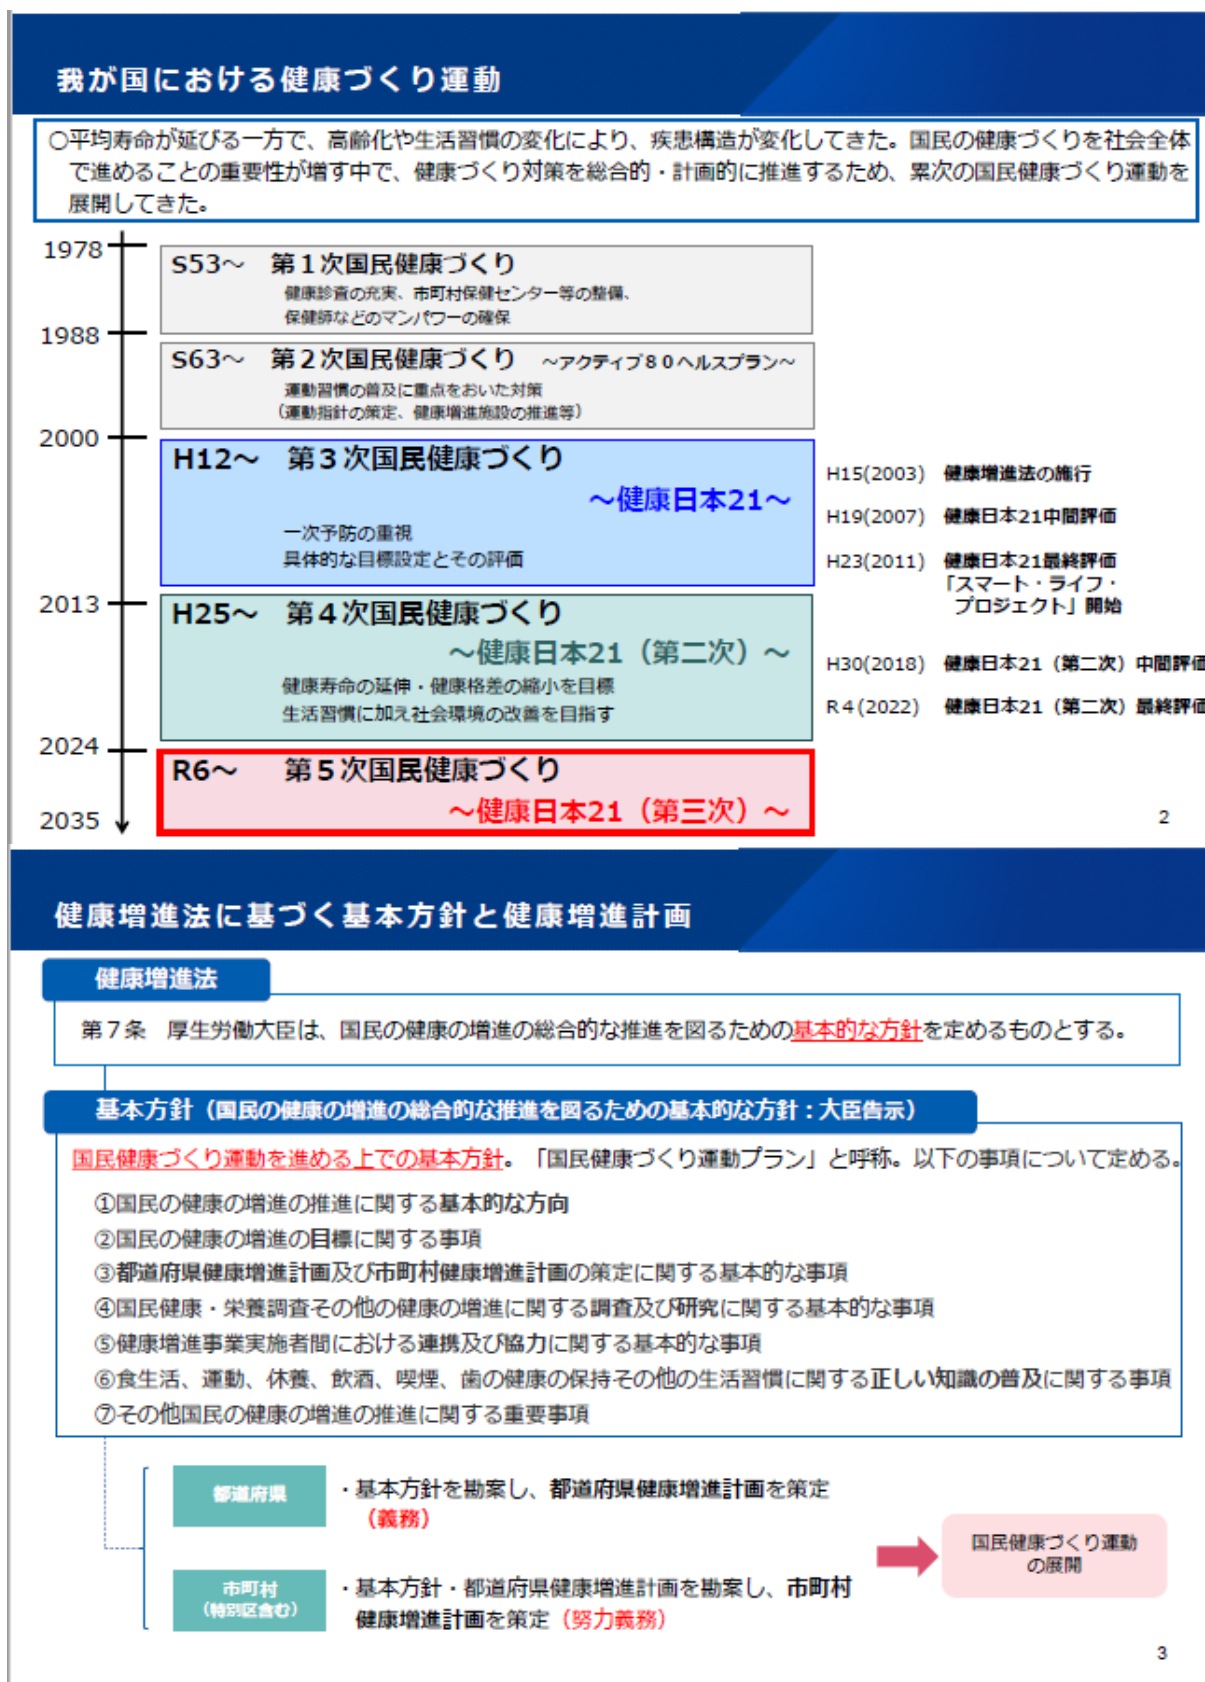 我が国における健康づくり運動
○平均寿命が延びる一方で、高齢化や生活習慣の変化により、疾患構造が変化してきた。国民の健康づくりを社会全体
で進めることの重要性が増す中で、健康づくり対策を総合的・計画的に推進するため、累次の国民健康づくり運動を
展開してきた。
1978
S53～　第１次国民健康づくり
健康診査の充実、市町村保健センター等の整備、
保健師などのマンパワーの確保
1988
S63～　第２次国民健康づくり　～アクティブ８０ヘルスプラン～
運動習慣の普及に重点をおいた対策
（運動指針の策定、健康増進施設の推進等）
2000
H12～　第３次国民健康づくり
～健康日本21～
一次予防の重視
具体的な目標設定とその評価
H15(2003)　健康増進法の施行
H19(2007)　健康日本21中間評価
H23(2011)　健康日本21最終評価
「スマート・ライフ・
プロジェクト」開始
2013
H25～　第４次国民健康づくり
～健康日本21（第二次）～
健康寿命の延伸・健康格差の縮小を目標
生活習慣に加え社会環境の改善を目指す
H30(2018)　健康日本21（第二次）中間評価
R４(2022)　健康日本21（第二次）最終評価
2024
R6～　第５次国民健康づくり
～健康日本21（第三次）～
2035
2
健康増進法に基づく基本方針と健康増進計画
健康増進法
第７条　厚生労働大臣は、国民の健康の増進の総合的な推進を図るための基本的な方針を定めるものとする。
基本方針（国民の健康の増進の総合的な推進を図るための基本的な方針：大臣告示）
国民健康づくり運動を進める上での基本方針。「国民健康づくり運動プラン」と呼称。以下の事項について定める。
①国民の健康の増進の推進に関する基本的な方向
②国民の健康の増進の目標に関する事項
③都道府県健康増進計画及び市町村健康増進計画の策定に関する基本的な事項
④国民健康・栄養調査その他の健康の増進に関する調査及び研究に関する基本的な事項
⑤健康増進事業実施者間における連携及び協力に関する基本的な事項
⑥食生活、運動、休養、飲酒、喫煙、歯の健康の保持その他の生活習慣に関する正しい知識の普及に関する事項
⑦その他国民の健康の増進の推進に関する重要事項
都道府県
・基本方針を勘案し、都道府県健康増進計画を策定
（義務）
市町村
（特別区含む）
・基本方針・都道府県健康増進計画を勘案し、市町村
健康増進計画を策定（努力義務）
国民健康づくり運動
の展開
3